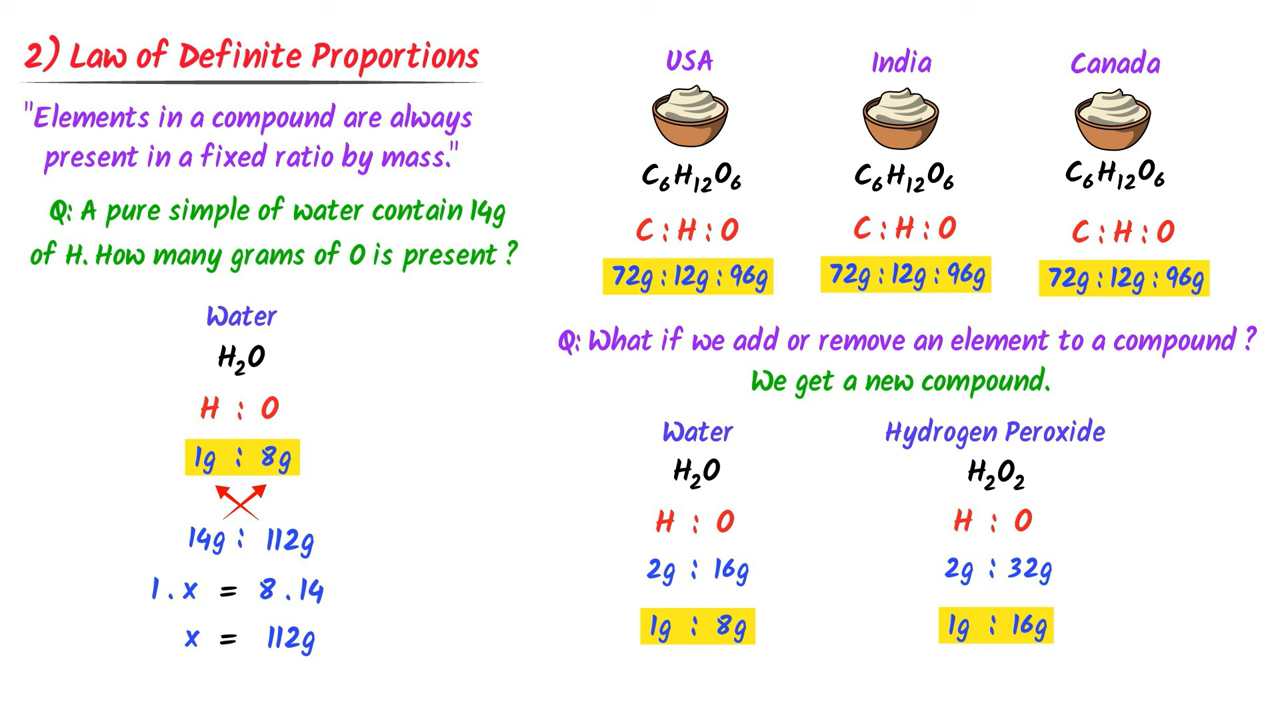 2) Law of Definite Proportions
"Elements in a compound are always
present in a fixed ratio by mass."
Q: A pure simple of water contain 14g
of H. How many grams of O is present ?
Water
H₂O
H : O
1g : 8g
14g : 112g
1 . x = 8 . 14
x = 112g
USA India Canada
C₆H₁₂O₆ C₆H₁₂O₆ C₆H₁₂O₆
C : H : O C : H : O C : H : O
72g : 12g : 96g 72g : 12g : 96g 72g : 12g : 96g
Q: What if we add or remove an element to a compound ?
We get a new compound.
Water Hydrogen Peroxide
H₂O H₂O₂
H : O H : O
2g : 16g 2g : 32g
1g : 8g 1g : 16g